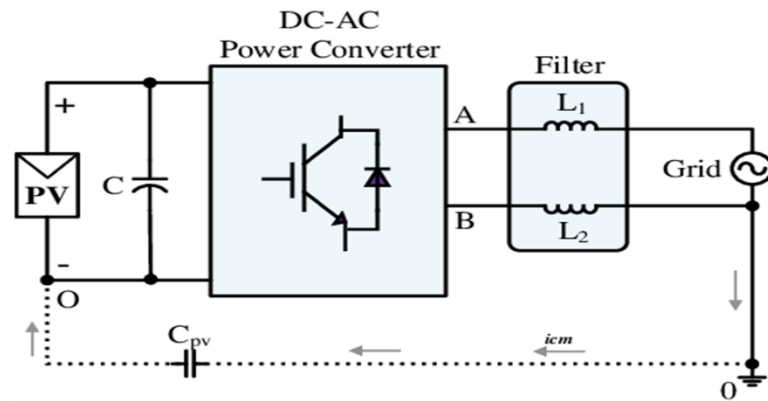 DC-AC
Power Converter
Filter
+
A
L₁
PV
C
Grid
B
L₂
-
O
Cpv
icm
0